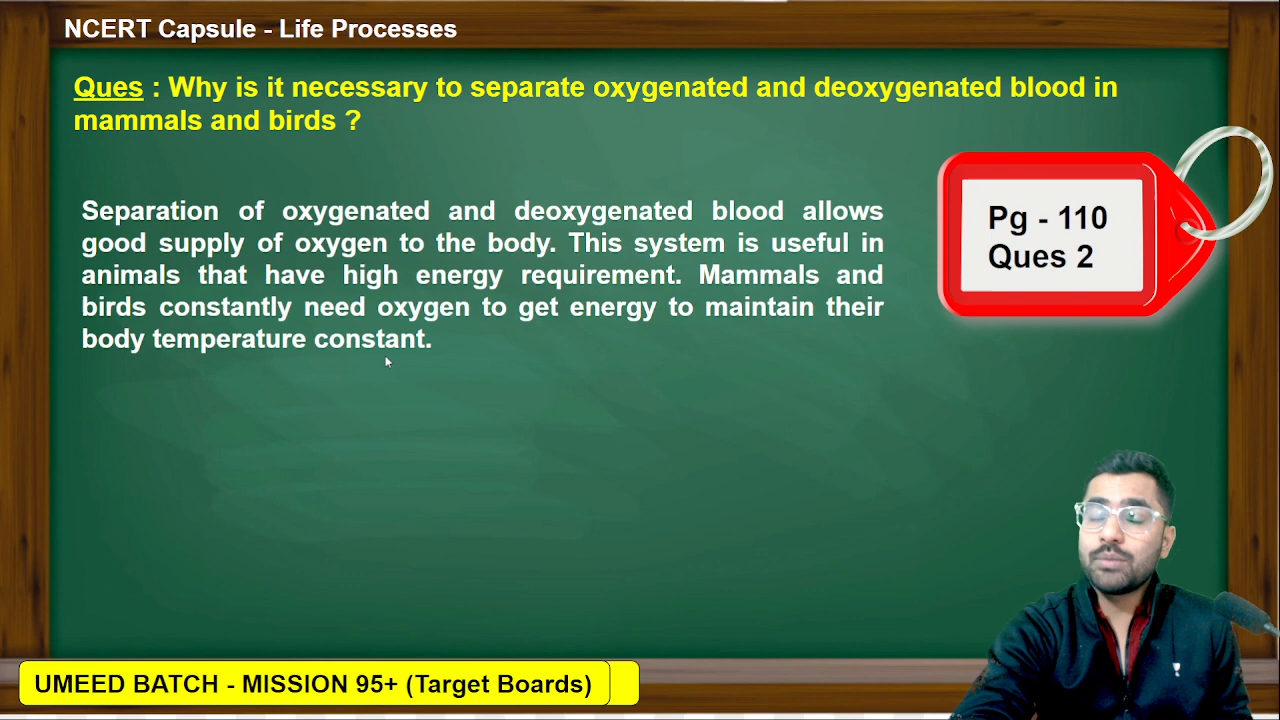 NCERT Capsule - Life Processes
Ques : Why is it necessary to separate oxygenated and deoxygenated blood in
mammals and birds ?
Separation of oxygenated and deoxygenated blood allows
good supply of oxygen to the body. This system is useful in
animals that have high energy requirement. Mammals and
birds constantly need oxygen to get energy to maintain their
body temperature constant.
Pg - 110
Ques 2
UMEED BATCH - MISSION 95+ (Target Boards)